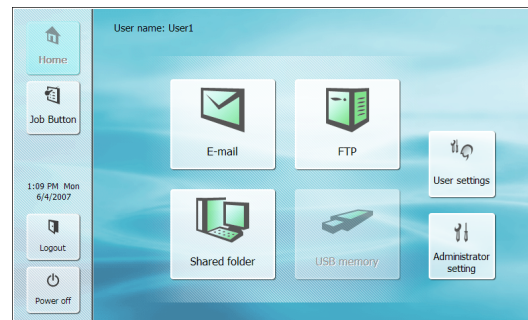 User name: User1
Home
Job Button
1:09 PM Mon
6/4/2007
Logout
Power off
E-mail
FTP
Shared folder
USB memory
User settings
Administrator
setting